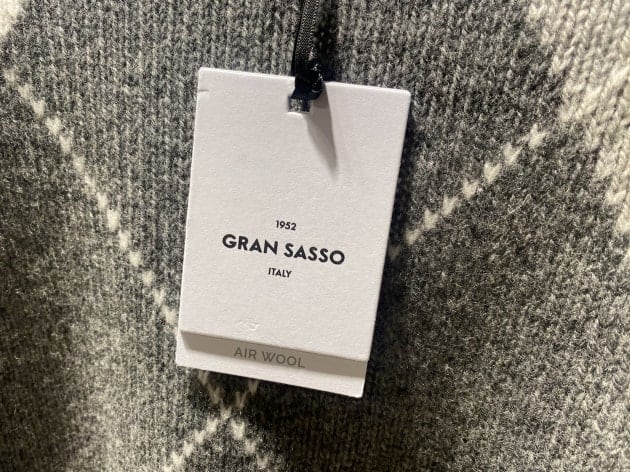 1952
GRAN SASSO
ITALY
AIR WOOL